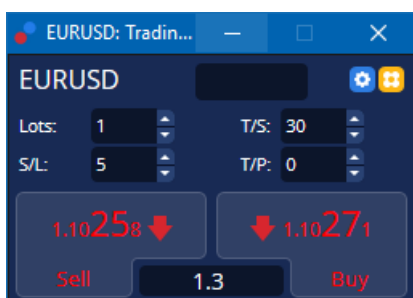 EURUSD: Tradin...
EURUSD
Lots: 1 T/S: 30
S/L: 5 T/P: 0
1.10258 1.10271
Sell 1.3 Buy